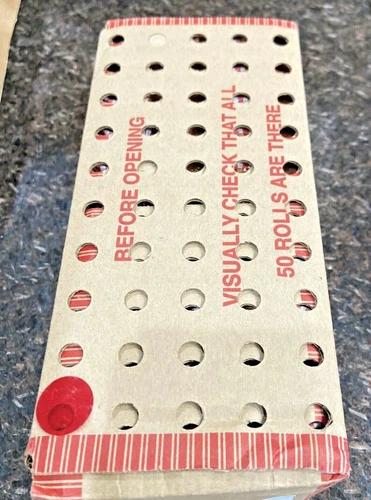 BEFORE OPENING
VISUALLY CHECK THAT ALL
50 ROLLS ARE THERE